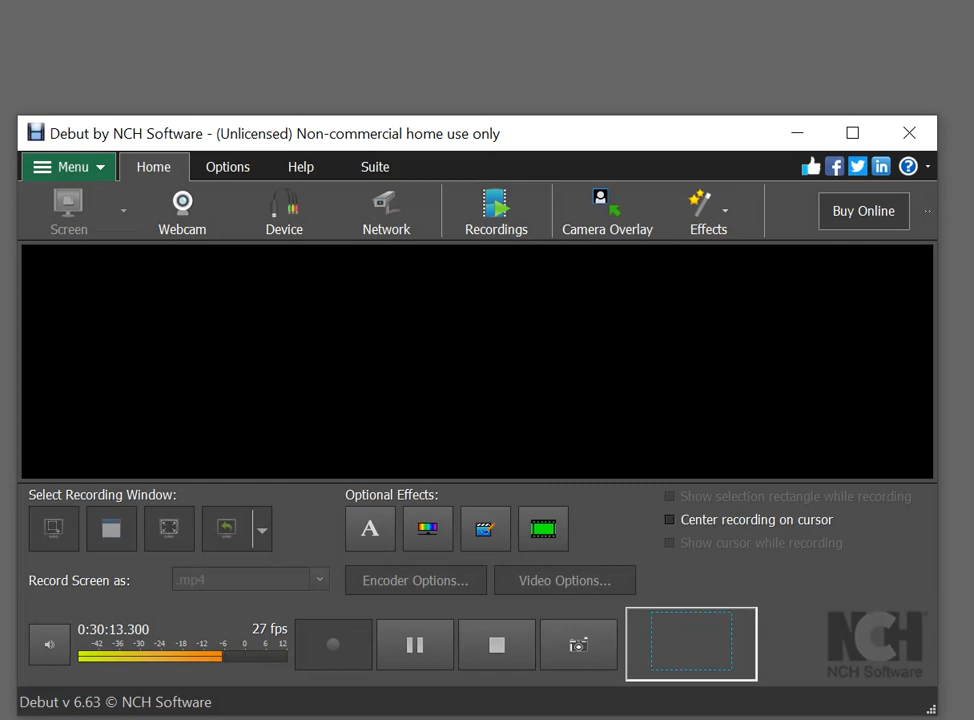 Debut by NCH Software - (Unlicensed) Non-commercial home use only
Menu Home Options Help Suite
Screen Webcam Device Network Recordings Camera Overlay Effects Buy Online
Select Recording Window:
Optional Effects:
A
Show selection rectangle while recording
Center recording on cursor
Show cursor while recording
Record Screen as: .mp4 Encoder Options... Video Options...
0:30:13.300 27 fps
-42 -36 -30 -24 -18 -12 -6 0 6 12
NCH
NCH Software
Debut v 6.63 © NCH Software